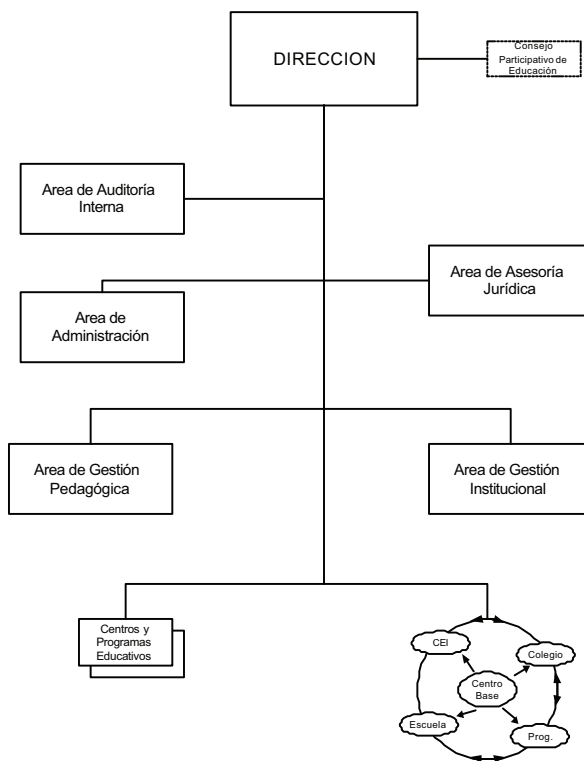 DIRECCION
Consejo
Participativo de
Educación
Area de Auditoría
Interna
Area de Asesoría
Jurídica
Area de
Administración
Area de Gestión
Pedagógica
Area de Gestión
Institucional
Centros y
Programas
Educativos
CEI
Colegio
Centro
Base
Escuela
Prog.